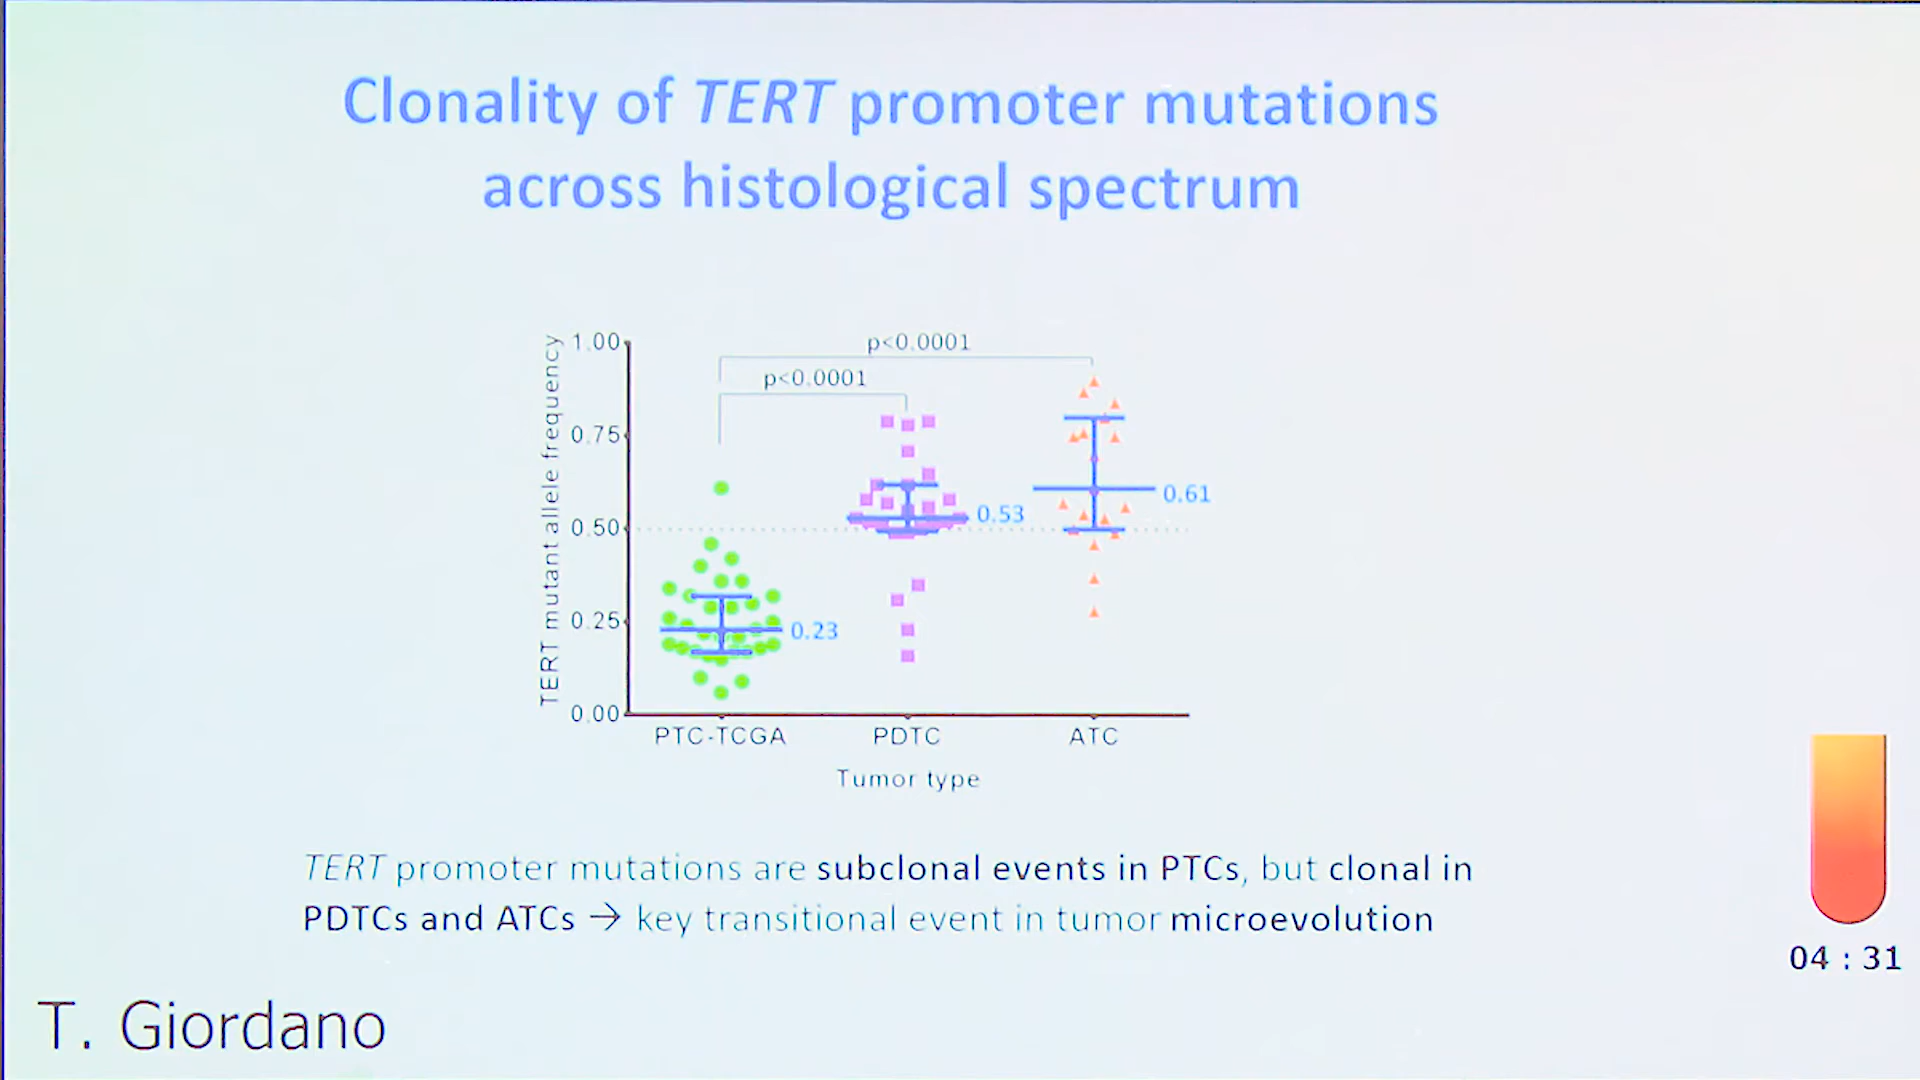 Clonality of TERT promoter mutations
across histological spectrum
TERT mutant allele frequency
1.00
0.75
0.50
0.25
0.00
p<0.0001
p<0.0001
0.23
0.53
0.61
PTC-TCGA
PDTC
ATC
Tumor type
TERT promoter mutations are subclonal events in PTCs, but clonal in
PDTCs and ATCs → key transitional event in tumor microevolution
04 : 31
T. Giordano